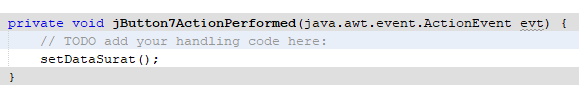 private void jButton7ActionPerformed(java.awt.event.ActionEvent evt) {
// TODO add your handling code here:
setDataSurat();
}